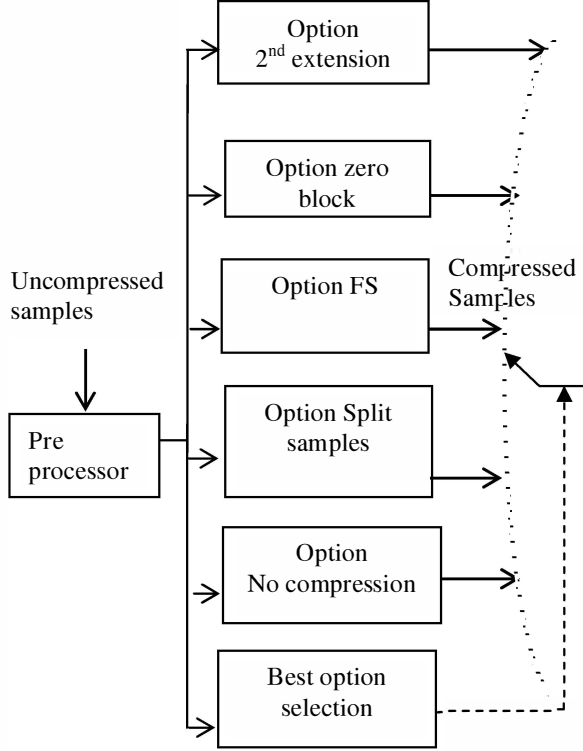 Option
2nd extension
Option zero
block
Uncompressed
samples
Option FS
Compressed
Samples
Pre
processor
Option Split
samples
Option
No compression
Best option
selection